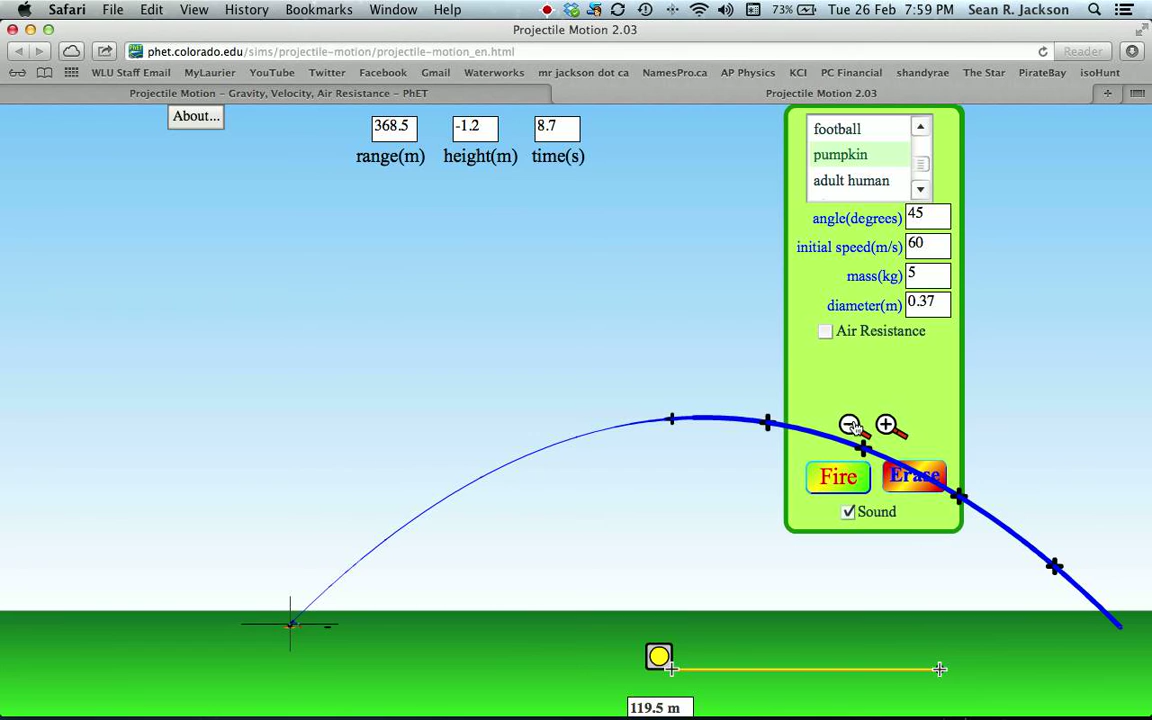 Safari File Edit View History Bookmarks Window Help 73% Tue 26 Feb 7:59 PM Sean R. Jackson
Projectile Motion 2.03
phet.colorado.edu/sims/projectile-motion/projectile-motion_en.html Reader
WLU Staff Email MyLaurier YouTube Twitter Facebook Gmail Waterworks mr jackson dot ca NamesPro.ca AP Physics KCI PC Financial shandyrae The Star PirateBay isoHunt
Projectile Motion – Gravity, Velocity, Air Resistance – PhET Projectile Motion 2.03
About...
368.5 -1.2 8.7
range(m) height(m) time(s)
football
pumpkin
adult human
angle(degrees) 45
initial speed(m/s) 60
mass(kg) 5
diameter(m) 0.37
Air Resistance
Fire Erase
Sound
119.5 m